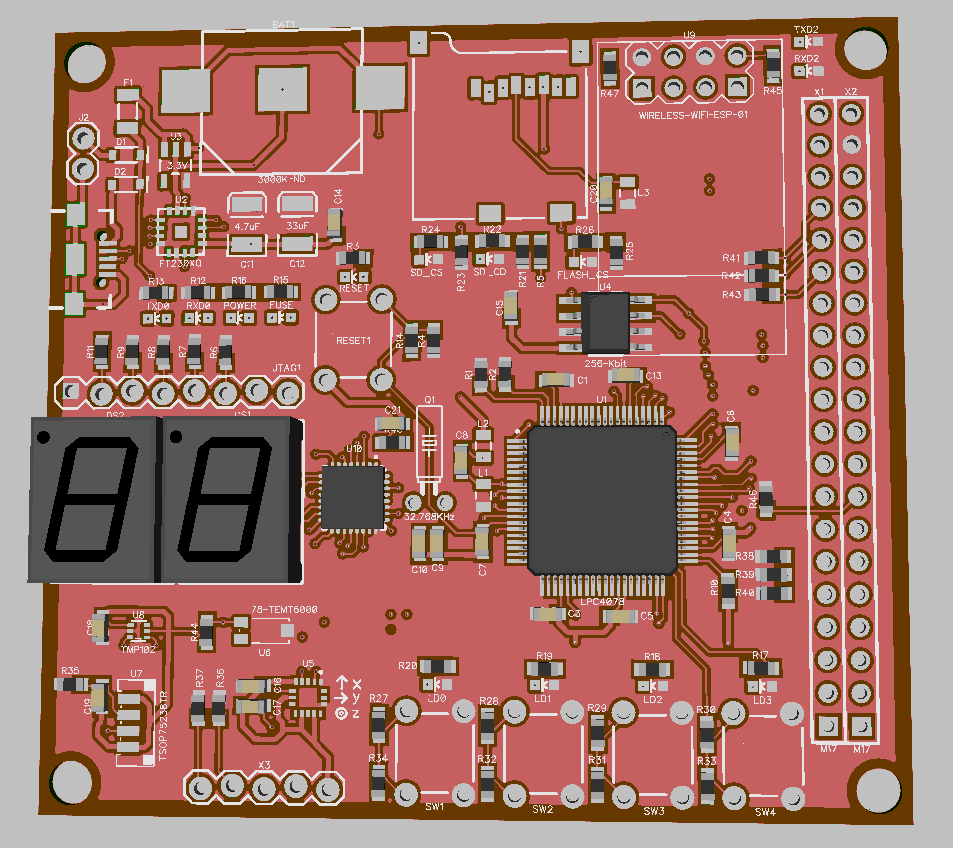 BAT1
TXD2
U9
RXD2
F1
R47
R45
X1 X2
J2
WIRELESS-WIFI-ESP-01
U3
D1
3.3V
3000K-ND
D2
C20
L3
U2
C14
4.7uF
33uF
R24
R22
R26
R25
FT230XQ
C11
C12
R3
R23
R21
R5
R41
SD_CS
SD_CD
FLASH_CS
R42
R13
R12
R18
R15
RESET
U4
R43
TXD0
RXD0
POWER
FUSE
C15
R14
R4
RESET1
R11
R9
R8
R7
R6
256-Kbit
JTAG1
R1
R2
C1
C13
Q1
U1
C21
C6
L2
U10
C8
L1
R46
32.768KHz
C4
C10
C9
C7
R38
R39
R10
R40
LPC4078
78-TEMT6000
C3
C5
U8
C18
R44
TMP102
U6
R20
R19
R18
R17
R35
U7
R37
R36
C16
U5
X
Y
Z
LD0
LD1
LD2
LD3
C19
C17
R27
R28
R29
R30
TSOP75238TR
M17 M17
X3
R34
R32
R31
R33
SW1
SW2
SW3
SW4